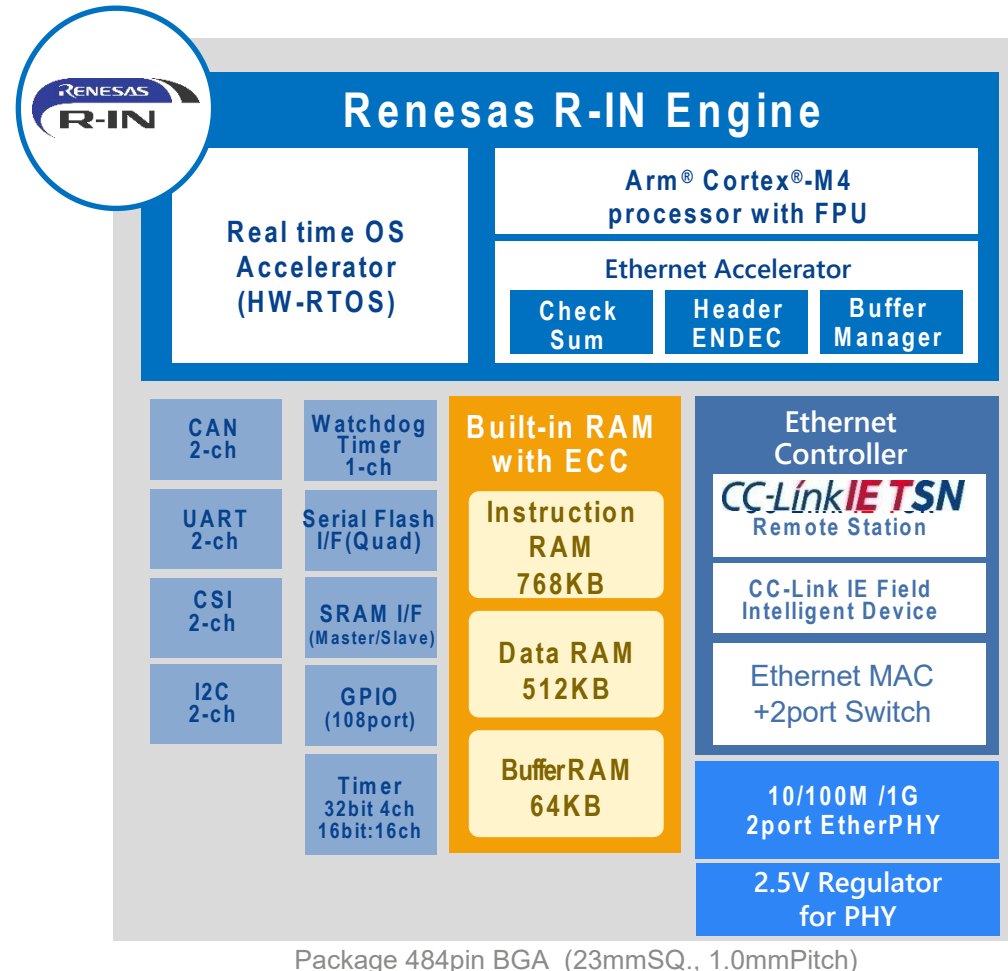 RENESAS
R-IN
Renesas R-IN Engine
Real time OS
Accelerator
(HW-RTOS)
Arm® Cortex®-M4
processor with FPU
Ethernet Accelerator
Check
Sum
Header
ENDEC
Buffer
Manager
CAN
2-ch
UART
2-ch
CSI
2-ch
I2C
2-ch
Watchdog
Timer
1-ch
Serial Flash
I/F(Quad)
SRAM I/F
(Master/Slave)
GPIO
(108port)
Timer
32bit 4ch
16bit:16ch
Built-in RAM
with ECC
Instruction
RAM
768KB
Data RAM
512KB
BufferRAM
64KB
Ethernet
Controller
CC-Link IE TSN
Remote Station
CC-Link IE Field
Intelligent Device
Ethernet MAC
+2port Switch
10/100M /1G
2port EtherPHY
2.5V Regulator
for PHY
Package 484pin BGA (23mmSQ., 1.0mmPitch)